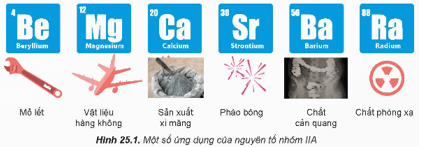 4 12 20 38 56 88
Be Mg Ca Sr Ba Ra
Beryllium Magnesium Calcium Strontium Barium Radium
Mỏ lết Vật liệu hàng không Sản xuất xi măng Pháo bông Chất cản quang Chất phóng xạ
Hình 25.1. Một số ứng dụng của nguyên tố nhóm IIA